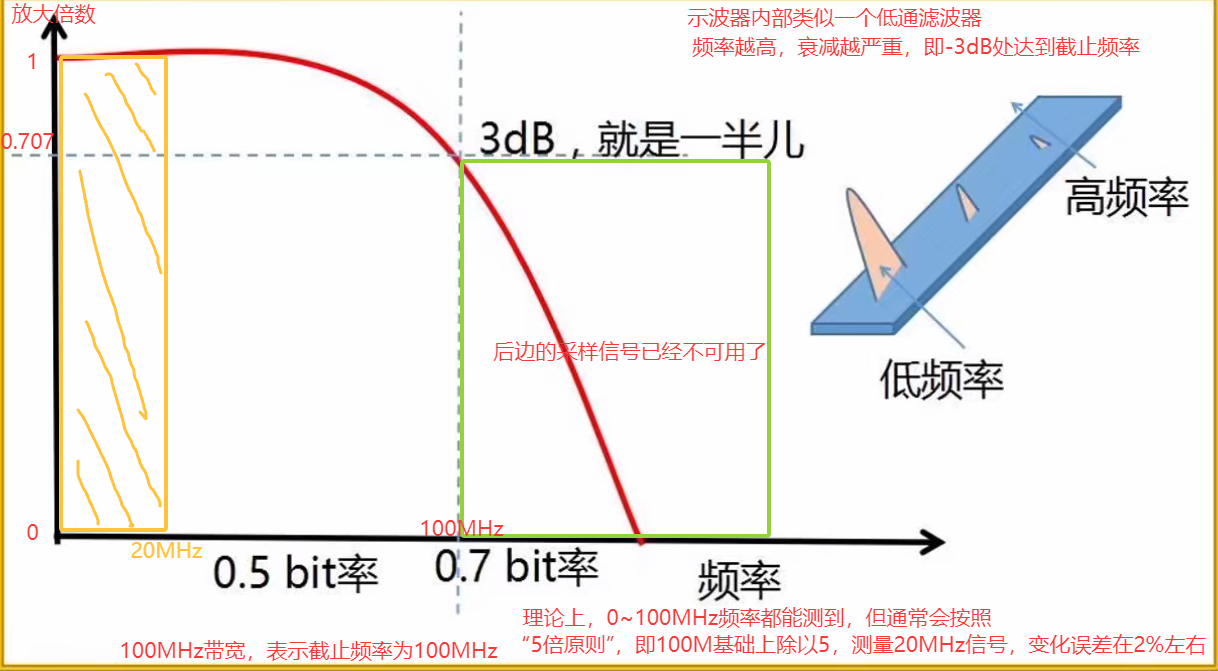 放大倍数
示波器内部类似一个低通滤波器
频率越高，衰减越严重，即-3dB处达到截止频率
1
0.707
3dB，就是一半儿
高频率
后边的采样信号已经不可用了
低频率
0
100MHz
20MHz
0.5 bit率
0.7 bit率
频率
理论上，0~100MHz频率都能测到，但通常会按照
“5倍原则”，即100M基础上除以5，测量20MHz信号，变化误差在2%左右
100MHz带宽，表示截止频率为100MHz